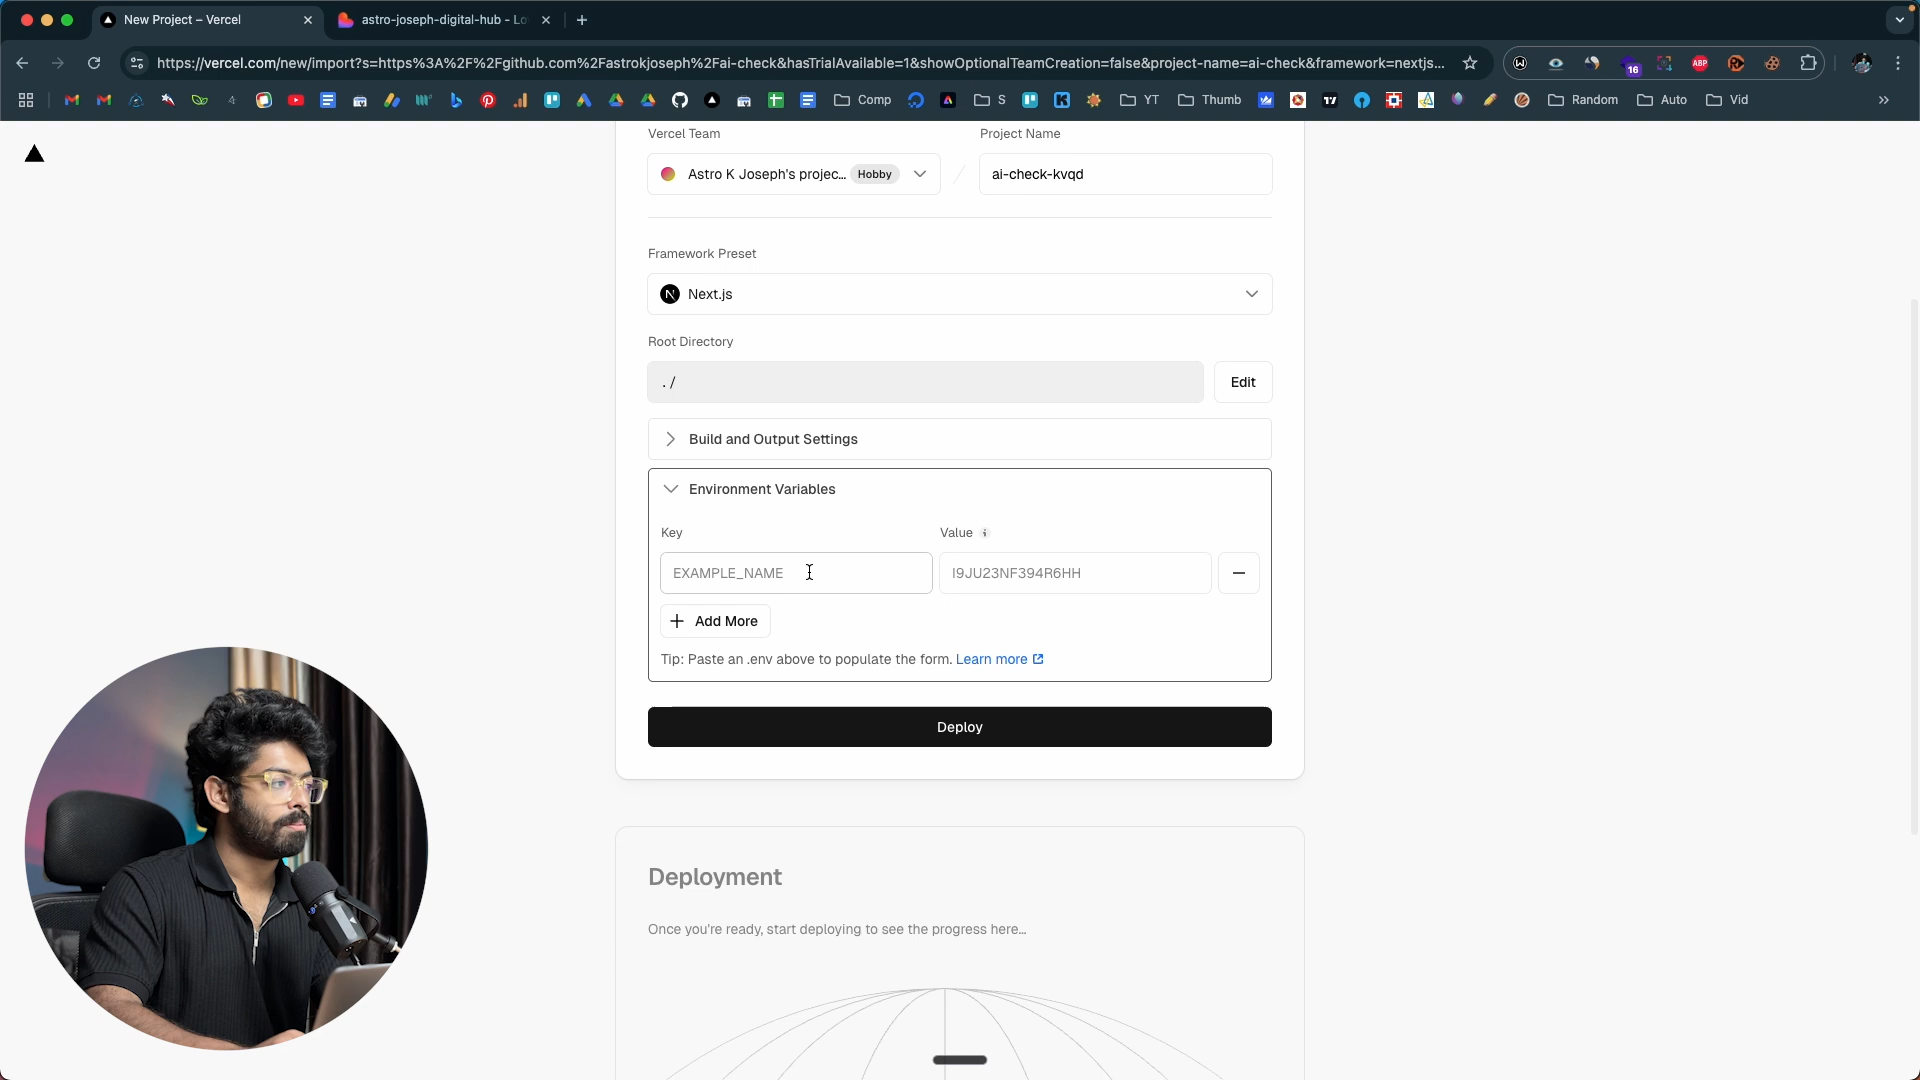 New Project – Vercel
astro-joseph-digital-hub - Lo
https://vercel.com/new/import?s=https%3A%2F%2Fgithub.com%2Fastrokjoseph%2Fai-check&hasTrialAvailable=1&showOptionalTeamCreation=false&project-name=ai-check&framework=nextjs...
16
ABP
Comp
S
YT
Thumb
Random
Auto
Vid
Vercel Team
Project Name
Astro K Joseph's projec...
Hobby
ai-check-kvqd
Framework Preset
Next.js
Root Directory
./
Edit
Build and Output Settings
Environment Variables
Key
Value
EXAMPLE_NAME
I9JU23NF394R6HH
Add More
Tip: Paste an .env above to populate the form. Learn more
Deploy
Deployment
Once you're ready, start deploying to see the progress here...